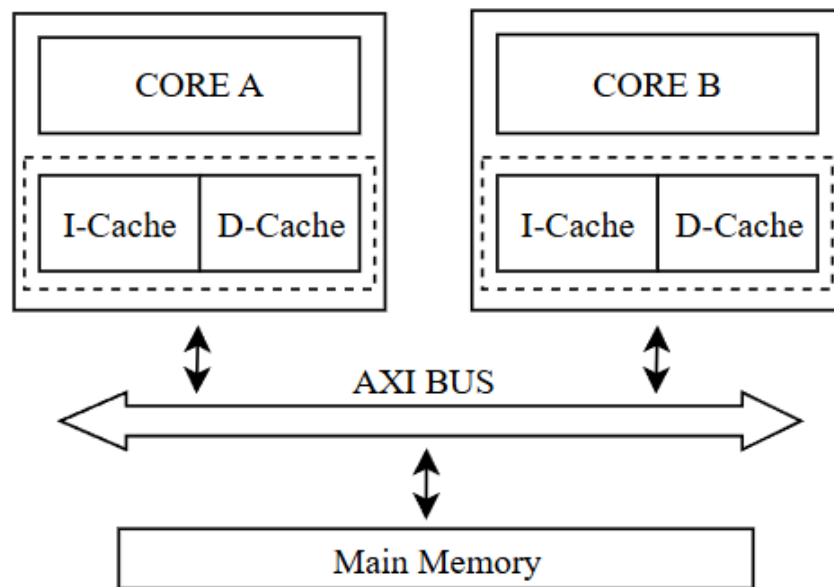 CORE A
CORE B
I-Cache D-Cache
I-Cache D-Cache
AXI BUS
Main Memory